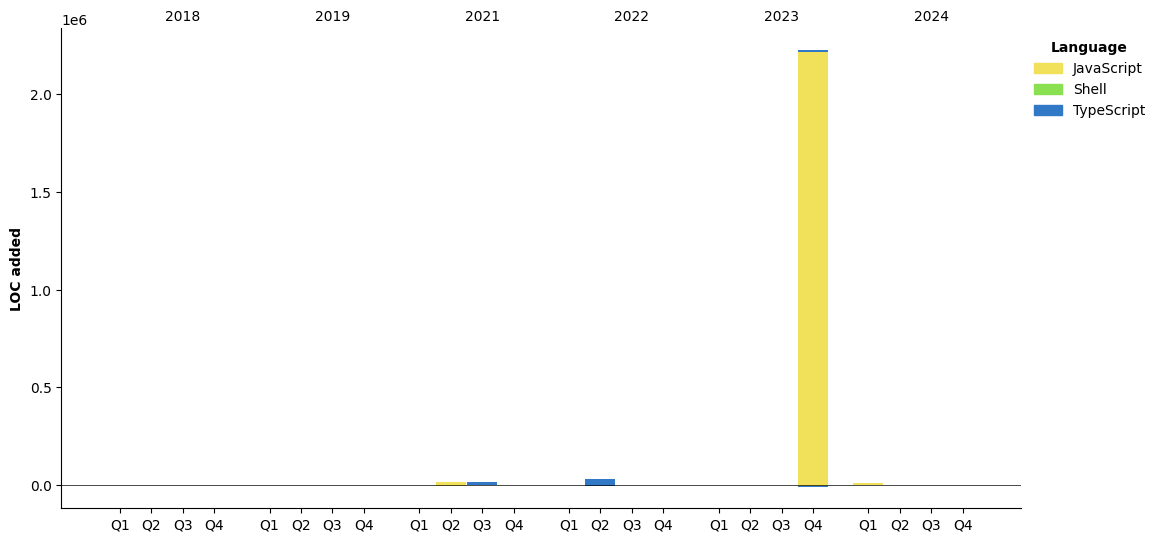 1e6 2018 2019 2021 2022 2023 2024
Language
JavaScript
Shell
TypeScript
LOC added
2.0
1.5
1.0
0.5
0.0
Q1 Q2 Q3 Q4 Q1 Q2 Q3 Q4 Q1 Q2 Q3 Q4 Q1 Q2 Q3 Q4 Q1 Q2 Q3 Q4 Q1 Q2 Q3 Q4